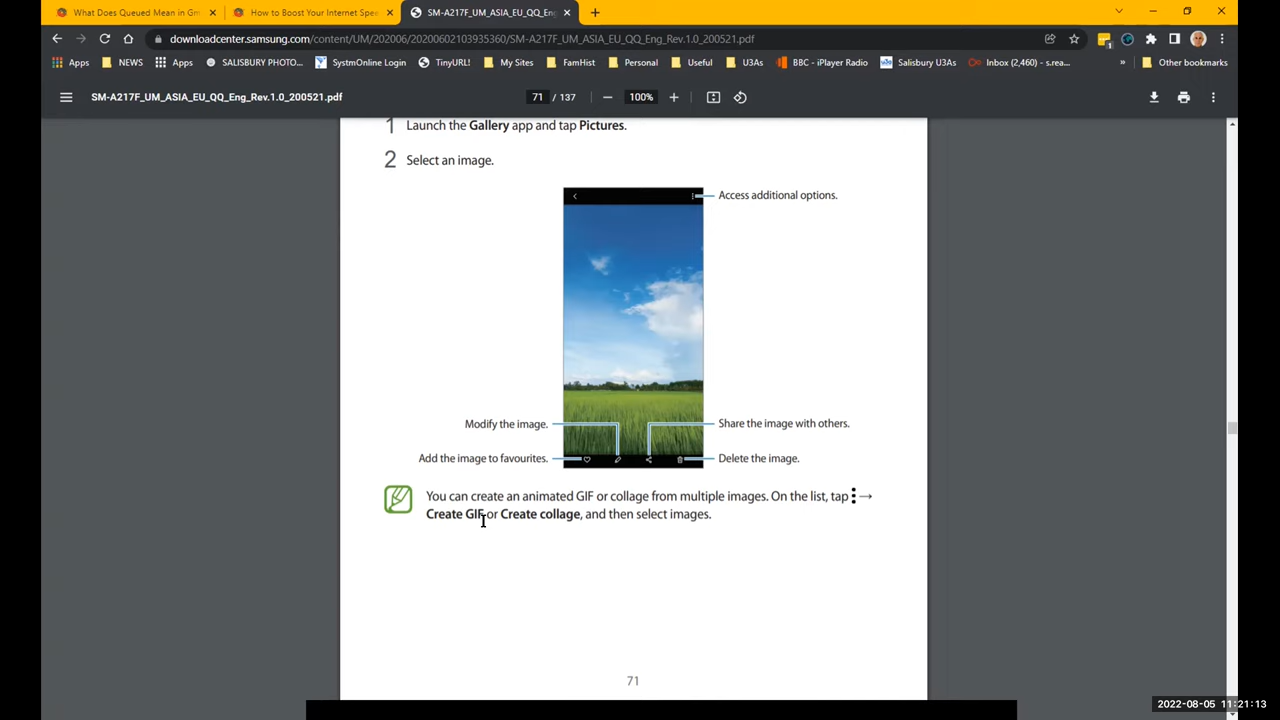 What Does Queued Mean in Gm
How to Boost Your Internet Spee
SM-A217F_UM_ASIA_EU_QQ_Eng
downloadcenter.samsung.com/content/UM/202006/20200602103935360/SM-A217F_UM_ASIA_EU_QQ_Eng_Rev.1.0_200521.pdf
Apps NEWS Apps SALISBURY PHOTO... SystmOnline Login TinyURL! My Sites FamHist Personal Useful U3As BBC - iPlayer Radio Salisbury U3As Inbox (2,460) - s.rea... » Other bookmarks
SM-A217F_UM_ASIA_EU_QQ_Eng_Rev.1.0_200521.pdf 71 / 137 100%
1 Launch the Gallery app and tap Pictures.
2 Select an image.
Access additional options.
Modify the image.
Share the image with others.
Add the image to favourites.
Delete the image.
You can create an animated GIF or collage from multiple images. On the list, tap ⋮ →
Create GIF or Create collage, and then select images.
71
2022-08-05 11:21:13